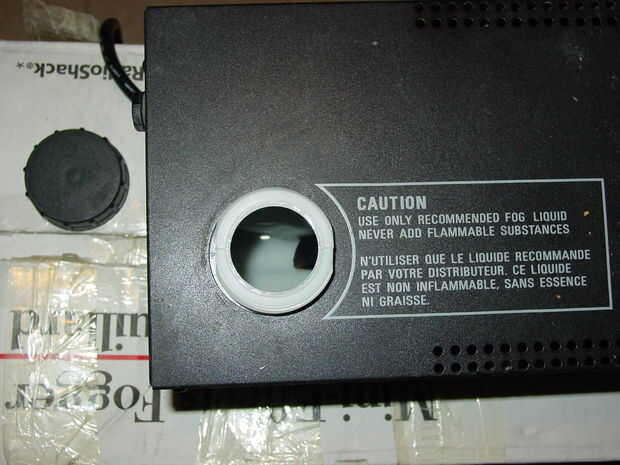 RadioShack®
CAUTION
USE ONLY RECOMMENDED FOG LIQUID
NEVER ADD FLAMMABLE SUBSTANCES
N'UTILISER QUE LE LIQUIDE RECOMMANDE
PAR VOTRE DISTRIBUTEUR. CE LIQUIDE
EST NON INFLAMMABLE, SANS ESSENCE
NI GRAISSE.
Mini Fogger